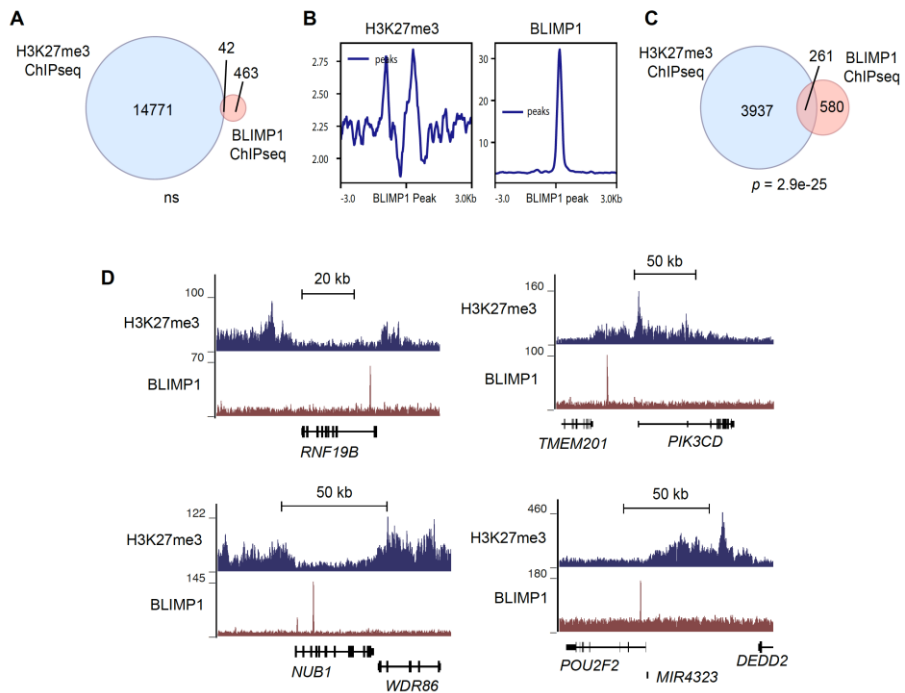 A
H3K27me3
ChIPseq
42
463
14771
BLIMP1
ChIPseq
ns
B
H3K27me3
2.75
2.50
2.25
2.00
peaks
-3.0
BLIMP1 Peak
3.0Kb
BLIMP1
30
20
10
peaks
-3.0
BLIMP1 peak
3.0Kb
C
H3K27me3
ChIPseq
261
BLIMP1
ChIPseq
3937
580
p = 2.9e-25
D
20 kb
100
H3K27me3
70
BLIMP1
RNF19B
50 kb
160
H3K27me3
100
BLIMP1
TMEM201
PIK3CD
50 kb
122
H3K27me3
145
BLIMP1
NUB1
WDR86
50 kb
460
H3K27me3
180
BLIMP1
POU2F2
MIR4323
DEDD2